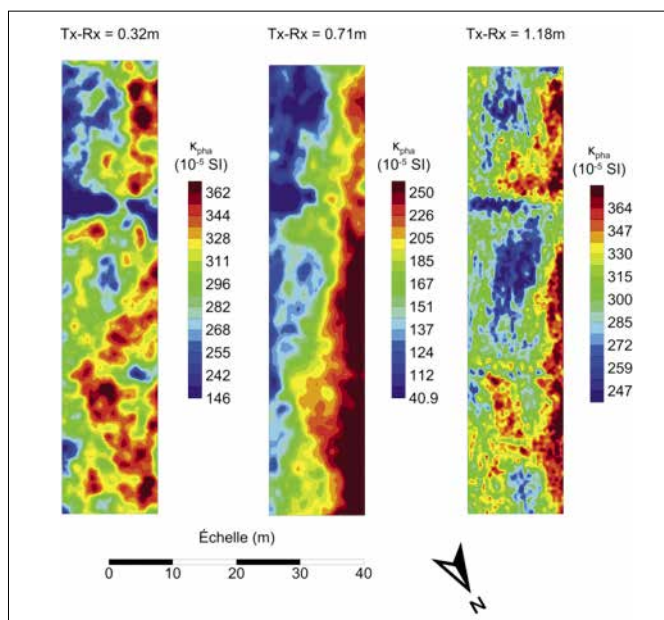 Tx-Rx = 0.32m
Tx-Rx = 0.71m
Tx-Rx = 1.18m
κpha
(10-5 SI)
362
344
328
311
296
282
268
255
242
146
κpha
(10-5 SI)
250
226
205
185
167
151
137
124
112
40.9
κpha
(10-5 SI)
364
347
330
315
300
285
272
259
247
Échelle (m)
0 10 20 30 40
N